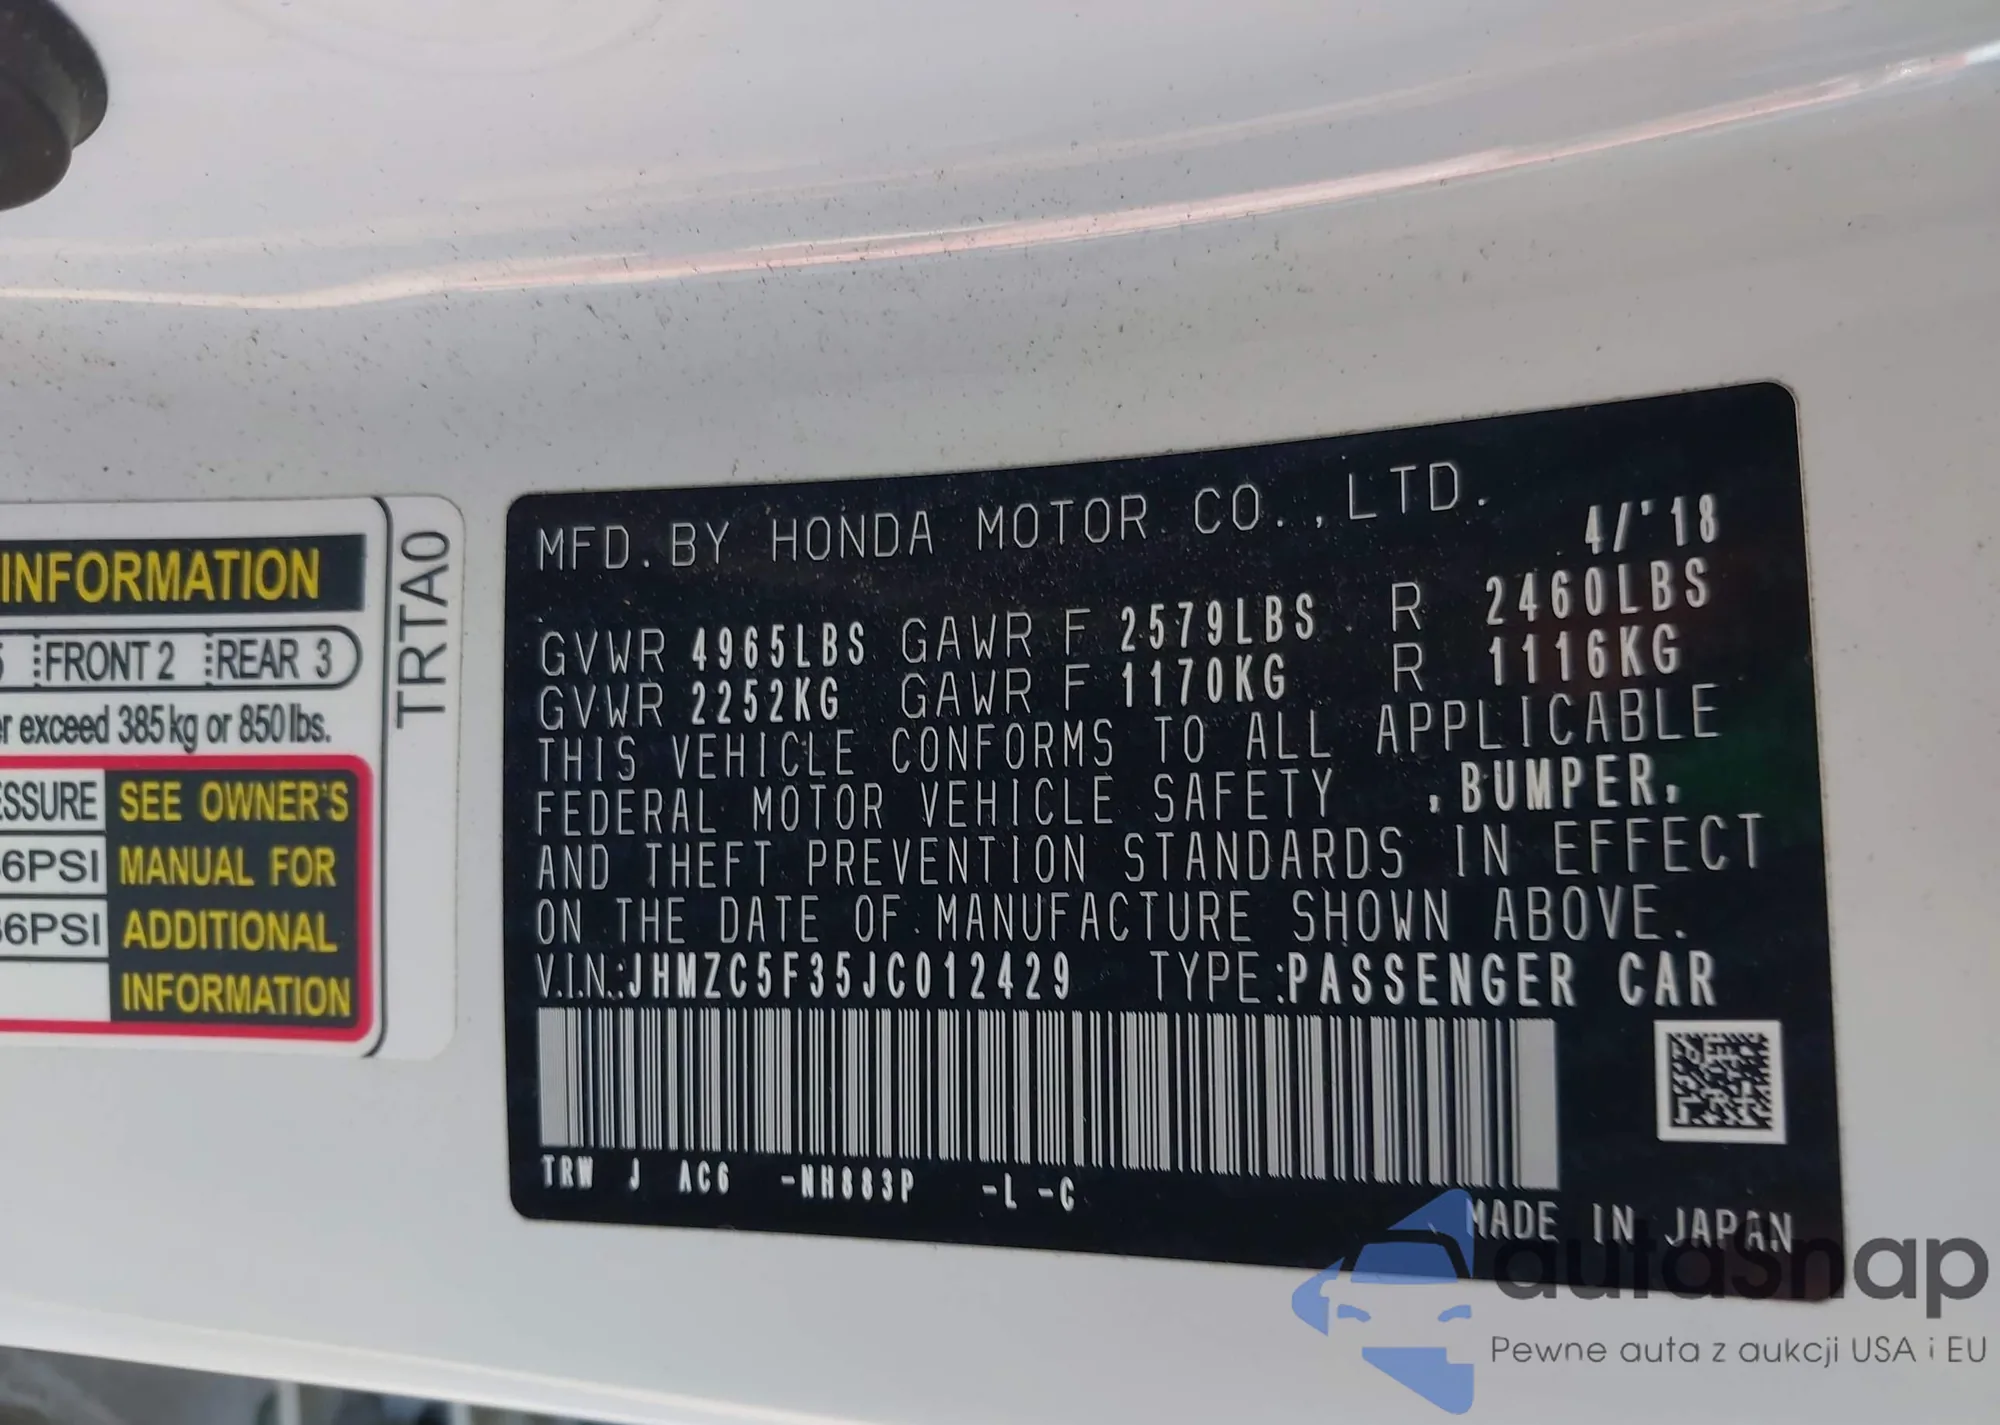 INFORMATION
FRONT 2 REAR 3
exceed 385 kg or 850 lbs.
SEE OWNER'S
6PSI MANUAL FOR
6PSI ADDITIONAL
INFORMATION
TRTA0
MFD. BY HONDA MOTOR CO., LTD.
4/'18
GVWR 4965LBS GAWR F 2579LBS R 2460LBS
GVWR 2252KG GAWR F 1170KG R 1116KG
THIS VEHICLE CONFORMS TO ALL APPLICABLE
FEDERAL MOTOR VEHICLE SAFETY , BUMPER,
AND THEFT PREVENTION STANDARDS IN EFFECT
ON THE DATE OF MANUFACTURE SHOWN ABOVE.
V.I.N.:JHMZC5F35JC012429 TYPE:PASSENGER CAR
TRW J AC6 -NH883P -L -C
MADE IN JAPAN
autasnap
Pewne auta z aukcji USA i EU